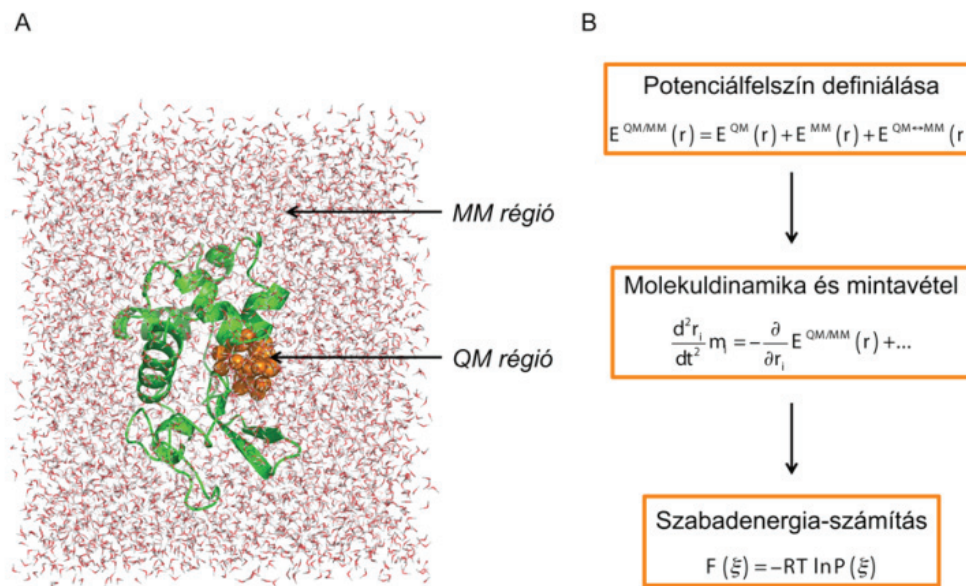 A
MM régió
QM régió
B
Potenciálfelszín definiálása
E^QM/MM (r) = E^QM (r) + E^MM (r) + E^QM↔MM (r
Molekuldinamika és mintavétel
d²r_i/dt² m_i = −∂/∂r_i E^QM/MM (r) + ...
Szabadenergia-számítás
F(ξ) = −RT lnP(ξ)